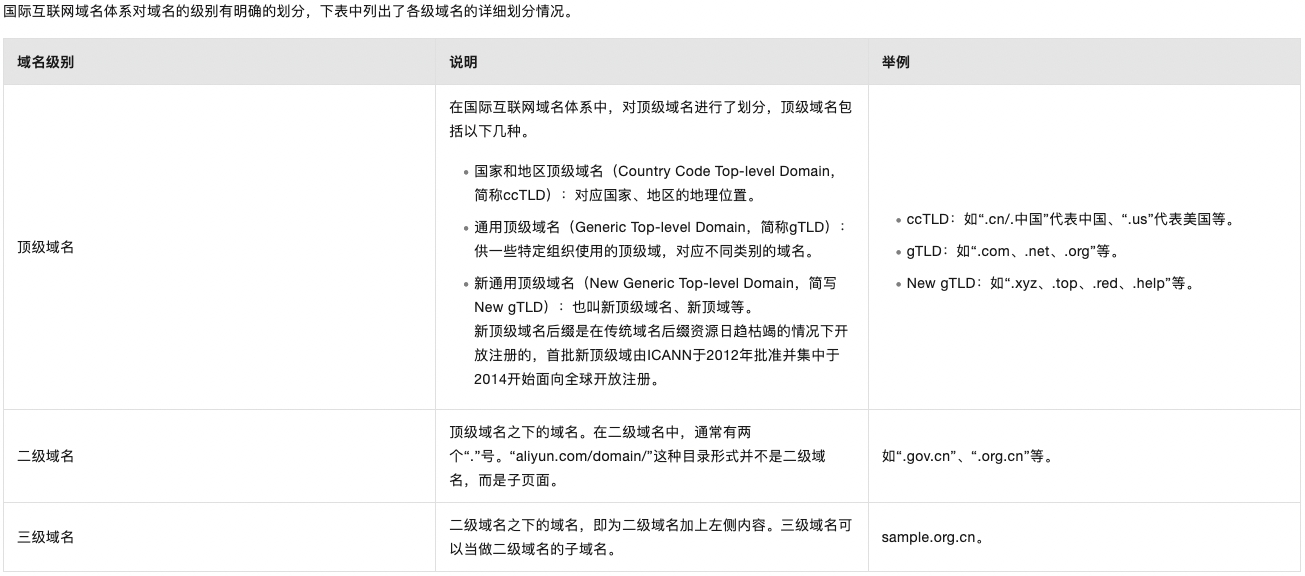 国际互联网域名体系对域名的级别有明确的划分，下表中列出了各级域名的详细划分情况。
域名级别
说明
举例
顶级域名
在国际互联网域名体系中，对顶级域名进行了划分，顶级域名包
括以下几种。
• 国家和地区顶级域名（Country Code Top-level Domain，
简称ccTLD）：对应国家、地区的地理位置。
• 通用顶级域名（Generic Top-level Domain，简称gTLD）：
供一些特定组织使用的顶级域，对应不同类别的域名。
• 新通用顶级域名（New Generic Top-level Domain，简写
New gTLD）：也叫新顶级域名、新顶域等。
新顶级域名后缀是在传统域名后缀资源日趋枯竭的情况下开
放注册的，首批新顶级域由ICANN于2012年批准并集中于
2014开始面向全球开放注册。
• ccTLD：如“.cn/.中国”代表中国、“.us”代表美国等。
• gTLD：如“.com、.net、.org”等。
• New gTLD：如“.xyz、.top、.red、.help”等。
二级域名
顶级域名之下的域名。在二级域名中，通常有两
个“.”号。“aliyun.com/domain/”这种目录形式并不是二级域
名，而是子页面。
如“.gov.cn”、“.org.cn”等。
三级域名
二级域名之下的域名，即为二级域名加上左侧内容。三级域名可
以当做二级域名的子域名。
sample.org.cn。